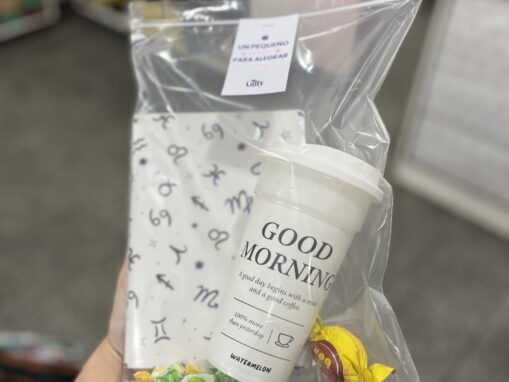 UN PEQUEÑO
PARA ALEGRAR
Gifty
GOOD
MORNING
A good day begins with a smile
and a good coffee.
100% more
than yesterday
WATERMELON